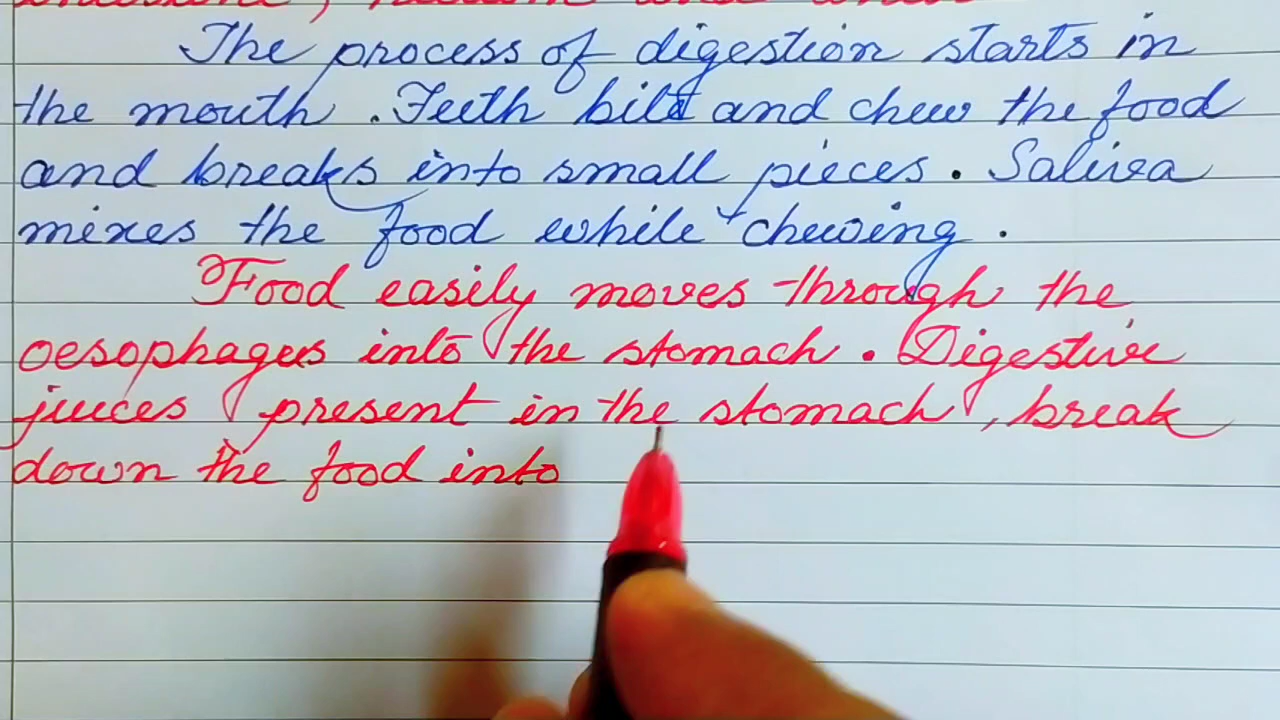 The process of digestion starts in
the mouth. Teeth bite and chew the food
and breaks into small pieces. Saliva
mixes the food while chewing.
Food easily moves through the
oesophagus into the stomach. Digestive
juices present in the stomach, break
down the food into